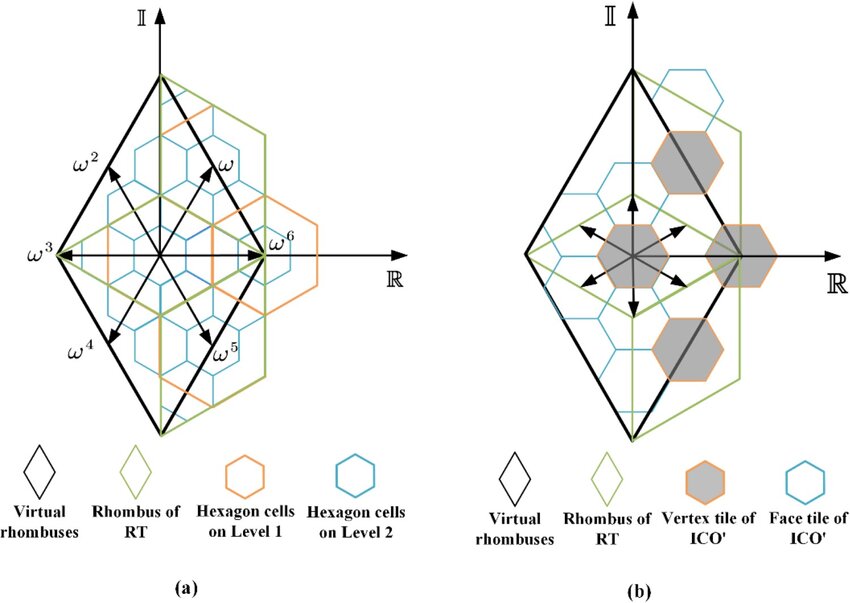 𝕀
ω²
ω
ω³
ω⁶
ℝ
ω⁴
ω⁵
Virtual
rhombuses
Rhombus of
RT
Hexagon cells
on Level 1
Hexagon cells
on Level 2
(a)
𝕀
ℝ
Virtual
rhombuses
Rhombus of
RT
Vertex tile of
ICO'
Face tile of
ICO'
(b)